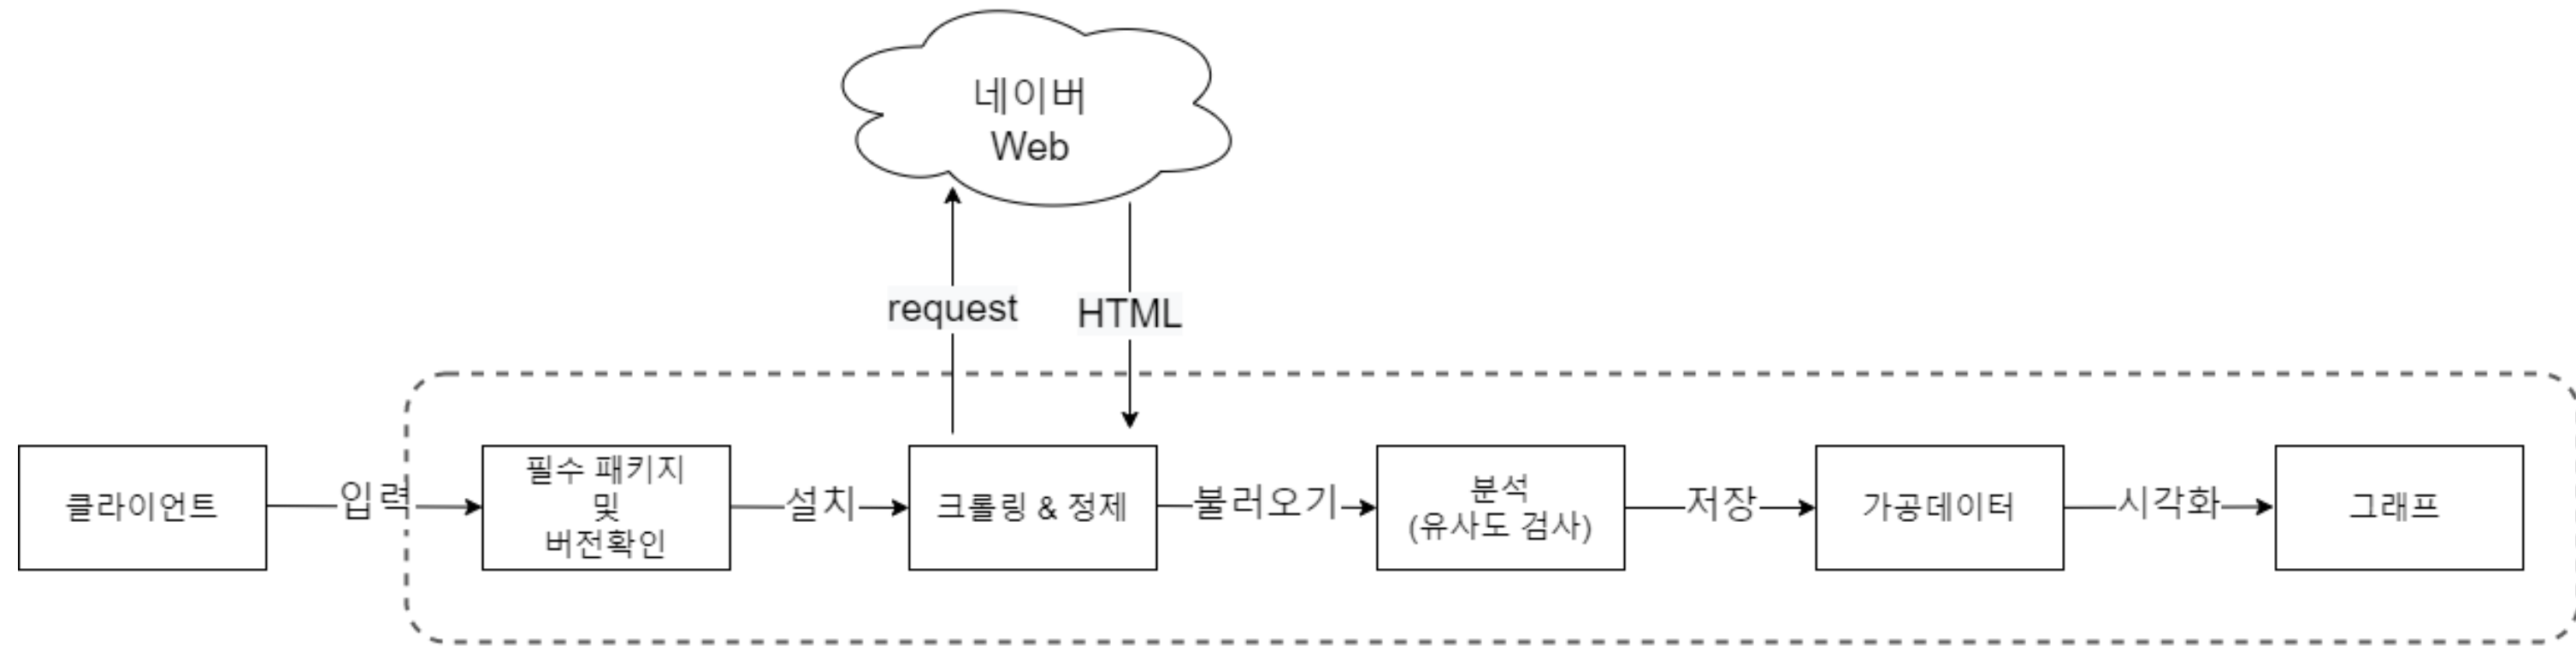 네이버
Web
request
HTML
클라이언트
입력
필수 패키지
및
버전확인
설치
크롤링 & 정제
불러오기
분석
(유사도 검사)
저장
가공데이터
시각화
그래프